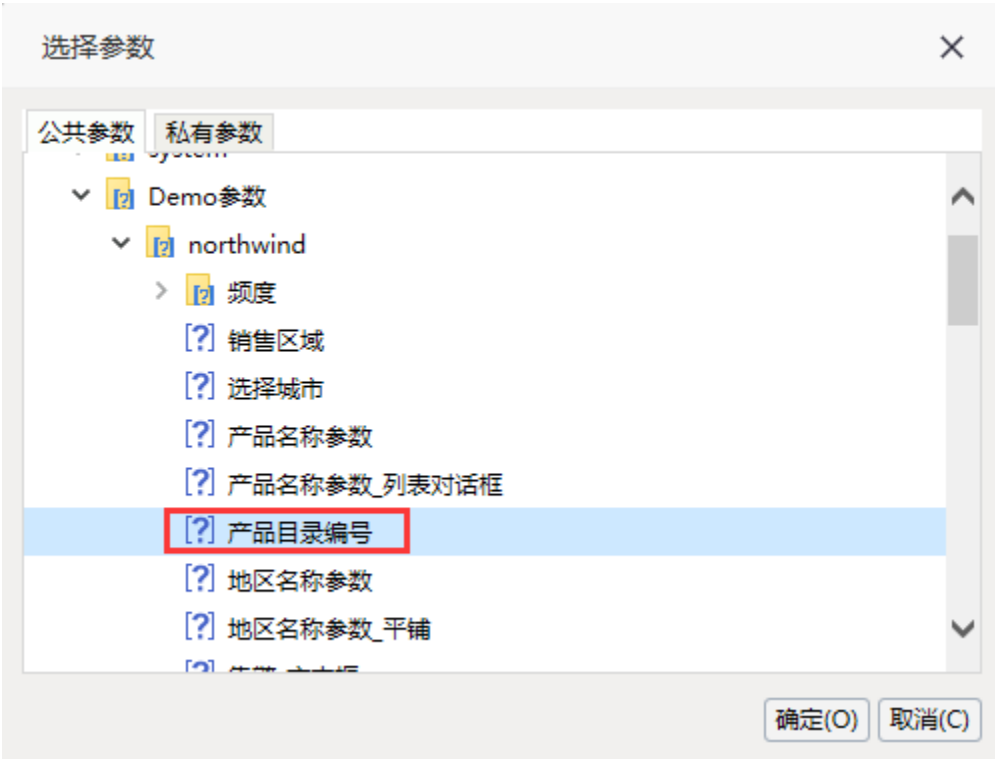 选择参数
公共参数 私有参数
system
Demo参数
northwind
频度
销售区域
选择城市
产品名称参数
产品名称参数_列表对话框
产品目录编号
地区名称参数
地区名称参数_平铺
确定(O) 取消(C)